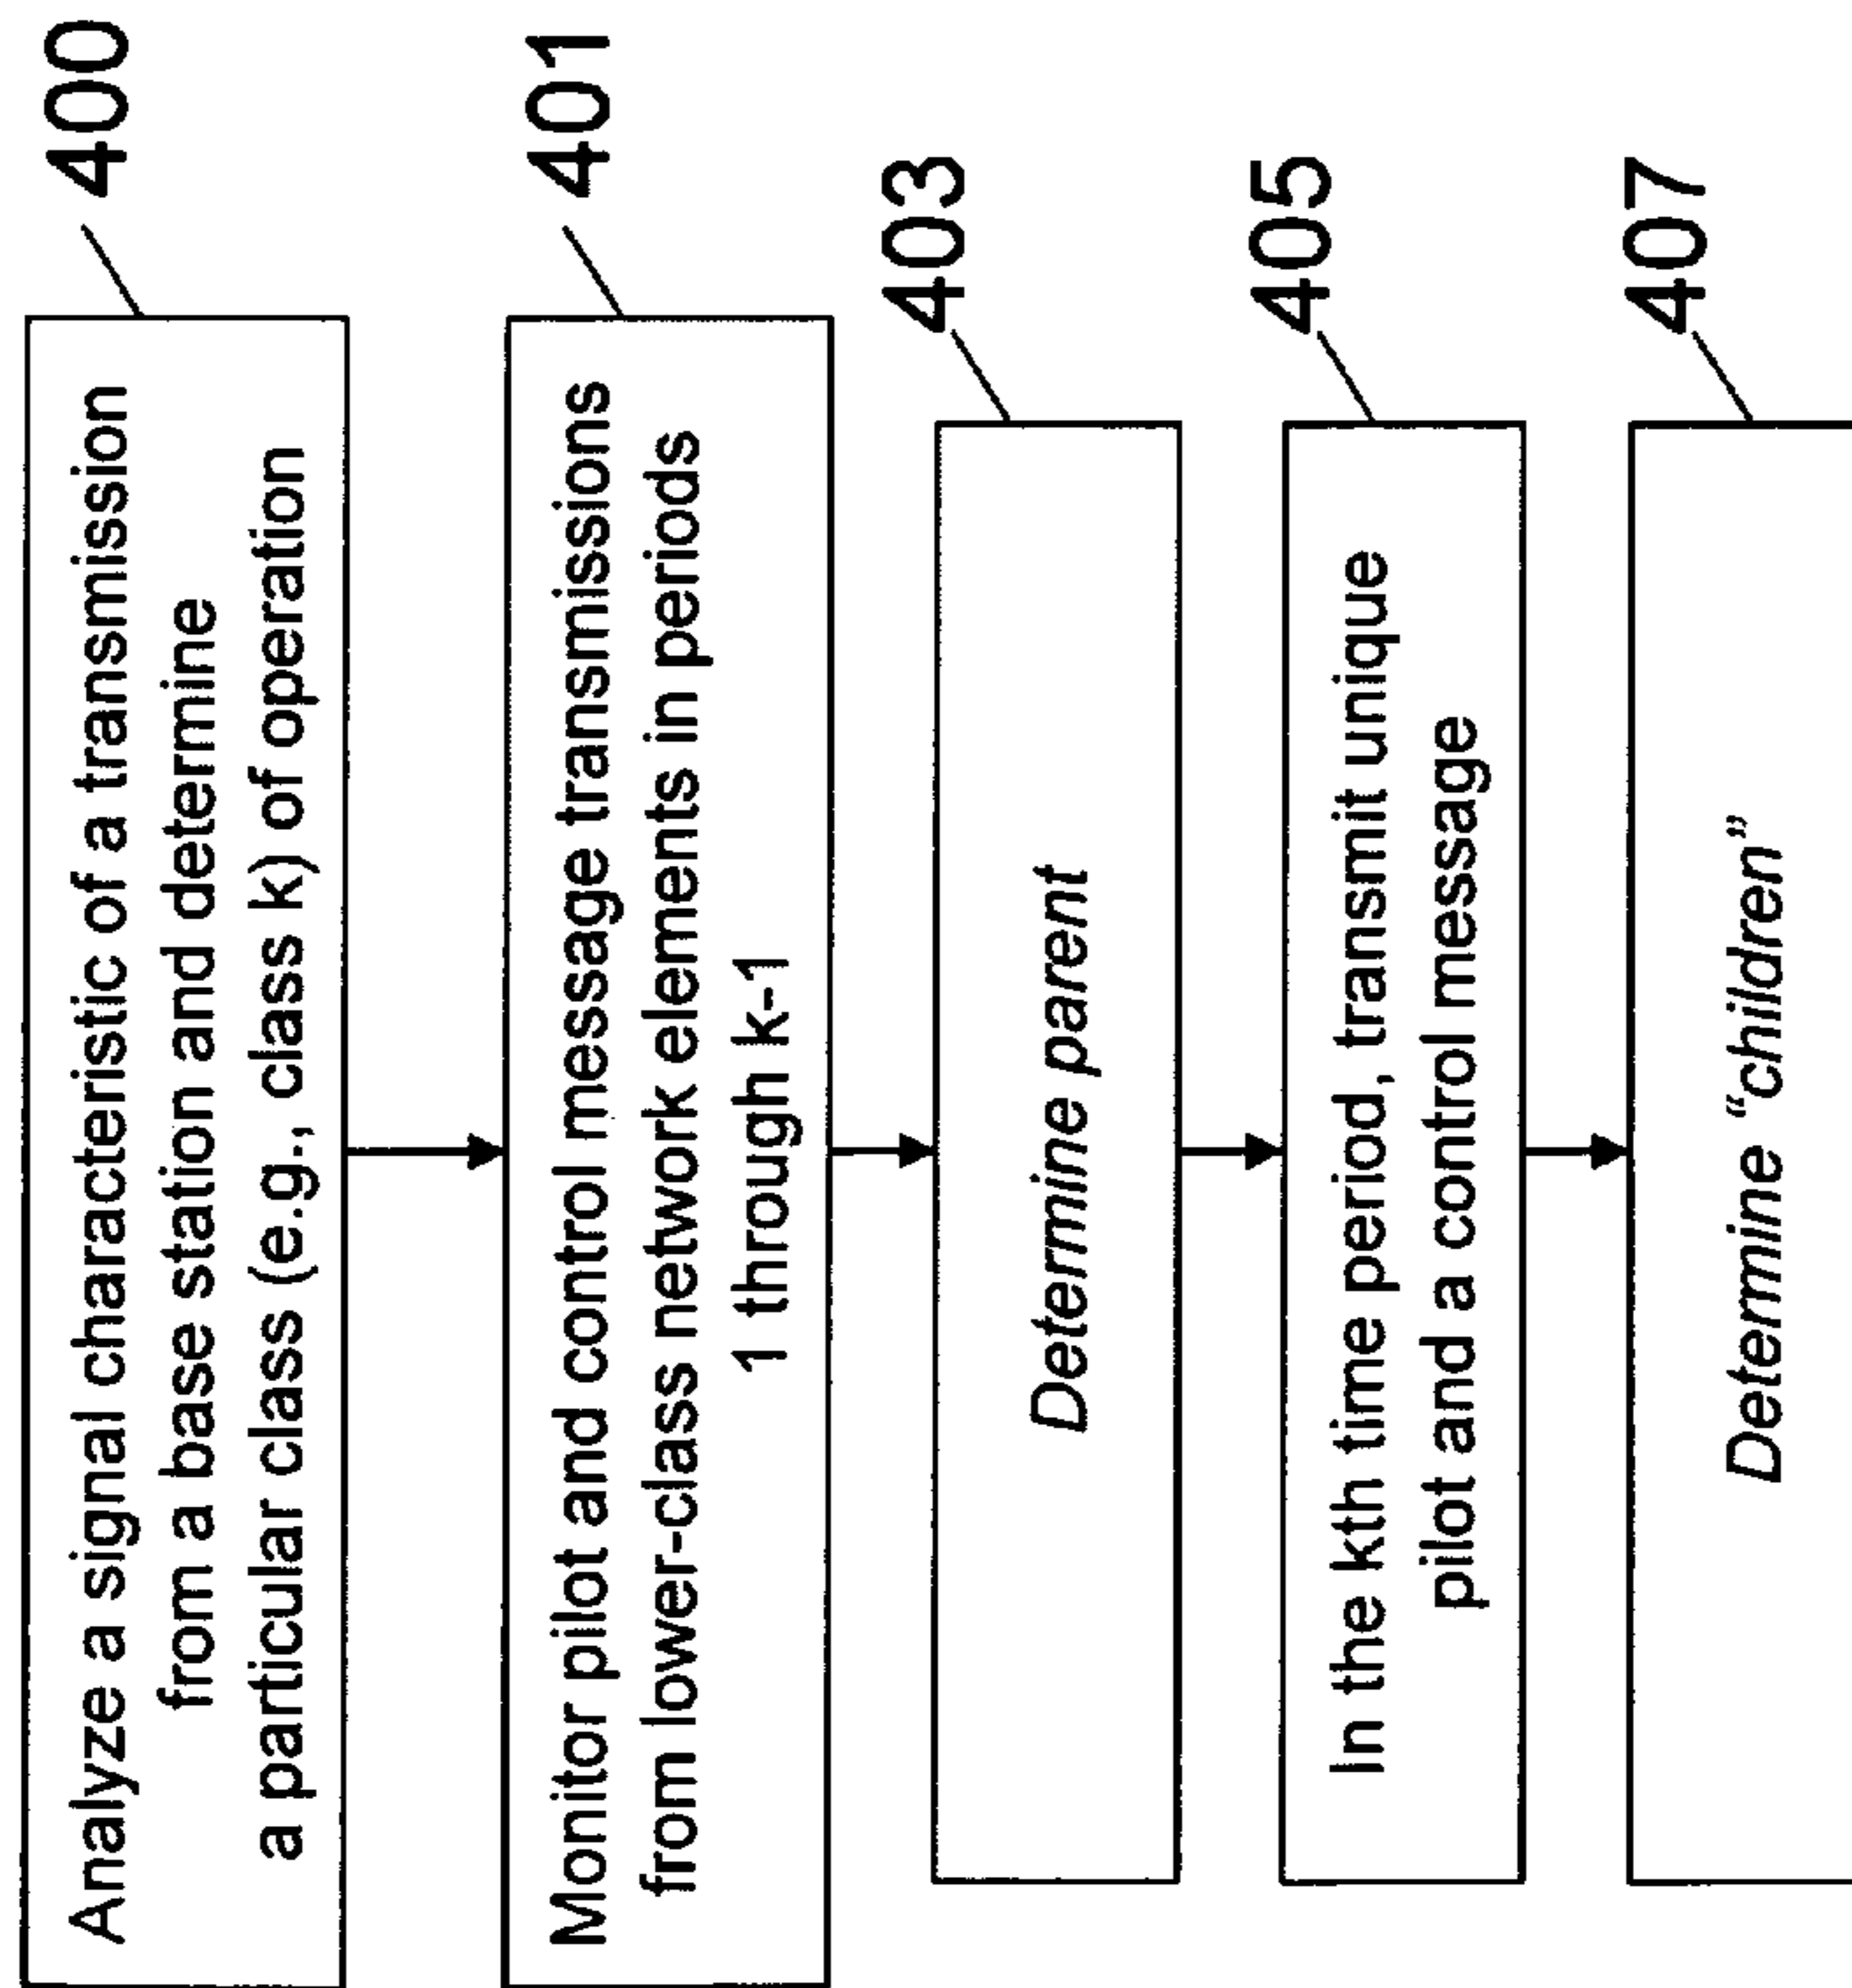 400
Analyze a signal characteristic of a transmission
from a base station and determine
a particular class (e.g., class k) of operation
401
Monitor pilot and control message transmissions
from lower-class network elements in periods
1 through k-1
403
Determine parent
405
In the kth time period, transmit unique
pilot and a control message
407
Determine “children”